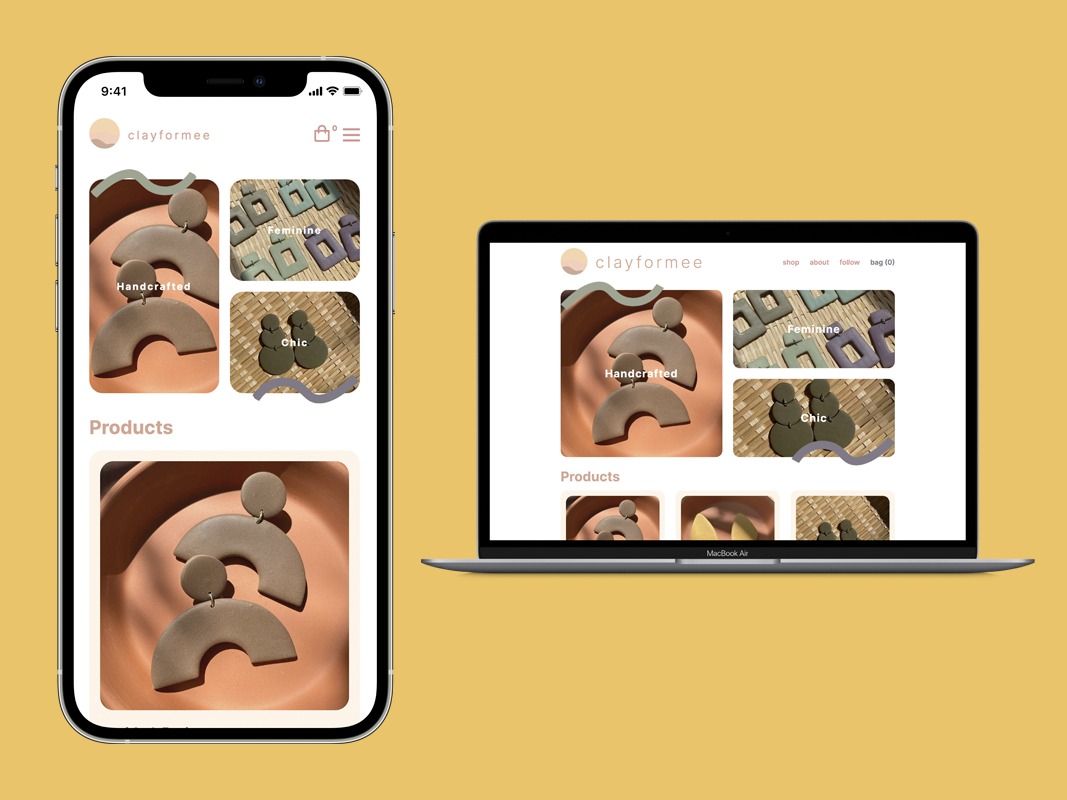 9:41
clayformee
0
Handcrafted
Feminine
Chic
Products
clayformee
shop about follow bag (0)
Handcrafted
Feminine
Chic
Products
MacBook Air